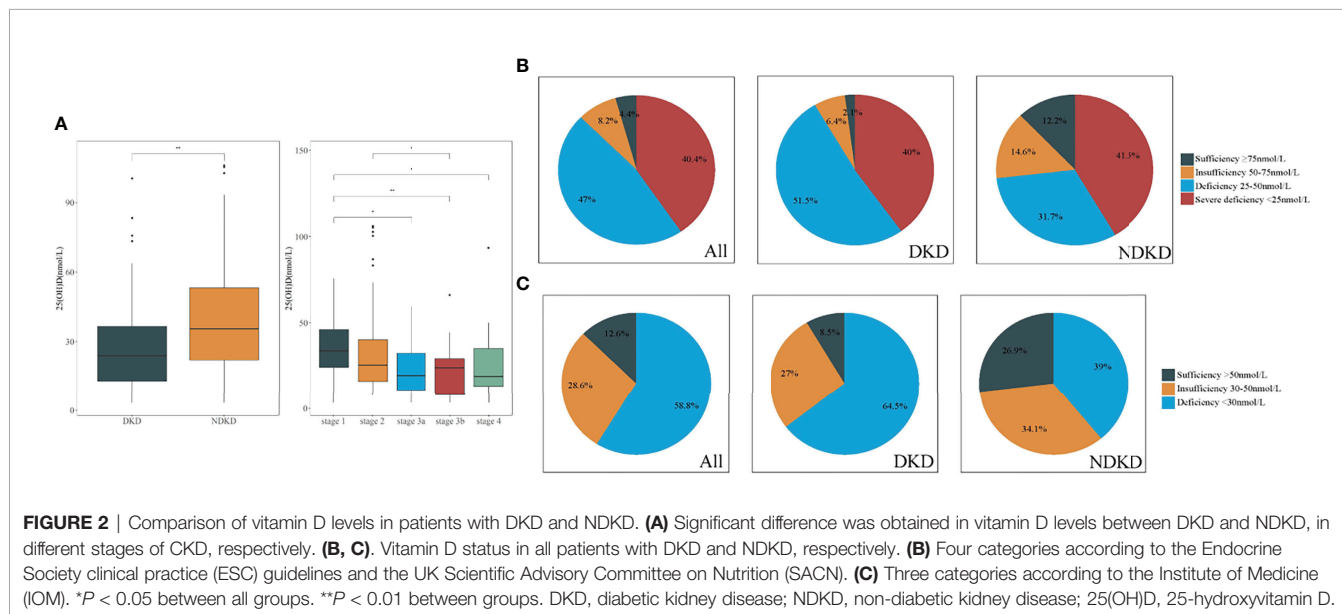 A
**
90
60
30
0
25(OH)D(nmol/L)
DKD
NDKD
150
100
50
0
25(OH)D(nmol/L)
*
*
**
*
stage 1
stage 2
stage 3a
stage 3b
stage 4
B
4.4%
8.2%
40.4%
47%
All
2.1%
6.4%
40%
51.5%
DKD
12.2%
14.6%
41.5%
31.7%
NDKD
Sufficiency ≥75nmol/L
Insufficiency 50-75nmol/L
Deficiency 25-50nmol/L
Severe deficiency <25nmol/L
C
12.6%
28.6%
58.8%
All
8.5%
27%
64.5%
DKD
26.9%
39%
34.1%
NDKD
Sufficiency >50nmol/L
Insufficiency 30-50nmol/L
Deficiency <30nmol/L
FIGURE 2 | Comparison of vitamin D levels in patients with DKD and NDKD. (A) Significant difference was obtained in vitamin D levels between DKD and NDKD, in
different stages of CKD, respectively. (B, C). Vitamin D status in all patients with DKD and NDKD, respectively. (B) Four categories according to the Endocrine
Society clinical practice (ESC) guidelines and the UK Scientific Advisory Committee on Nutrition (SACN). (C) Three categories according to the Institute of Medicine
(IOM). *P < 0.05 between all groups. **P < 0.01 between groups. DKD, diabetic kidney disease; NDKD, non-diabetic kidney disease; 25(OH)D, 25-hydroxyvitamin D.